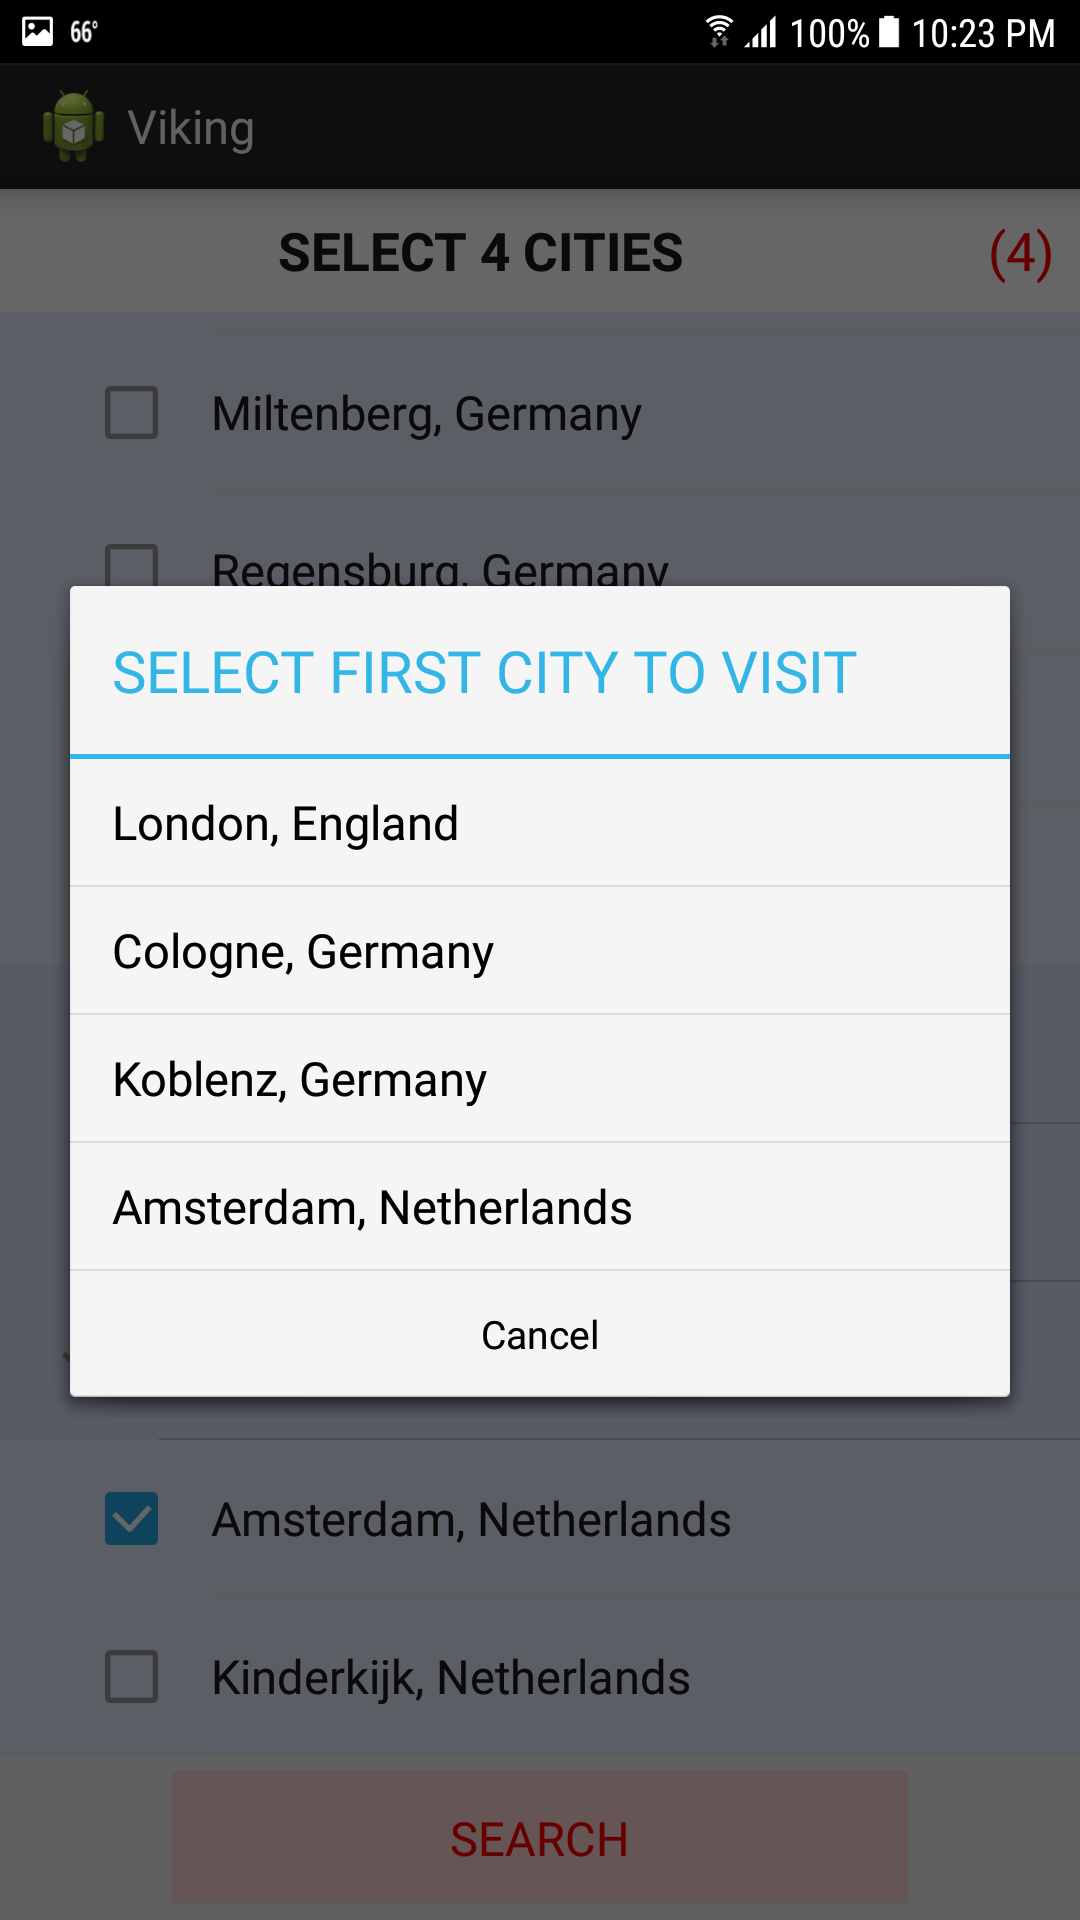 66°
100% 10:23 PM
Viking
SELECT 4 CITIES (4)
Miltenberg, Germany
Regensburg, Germany
SELECT FIRST CITY TO VISIT
London, England
Cologne, Germany
Koblenz, Germany
Amsterdam, Netherlands
Cancel
Amsterdam, Netherlands
Kinderkijk, Netherlands
SEARCH